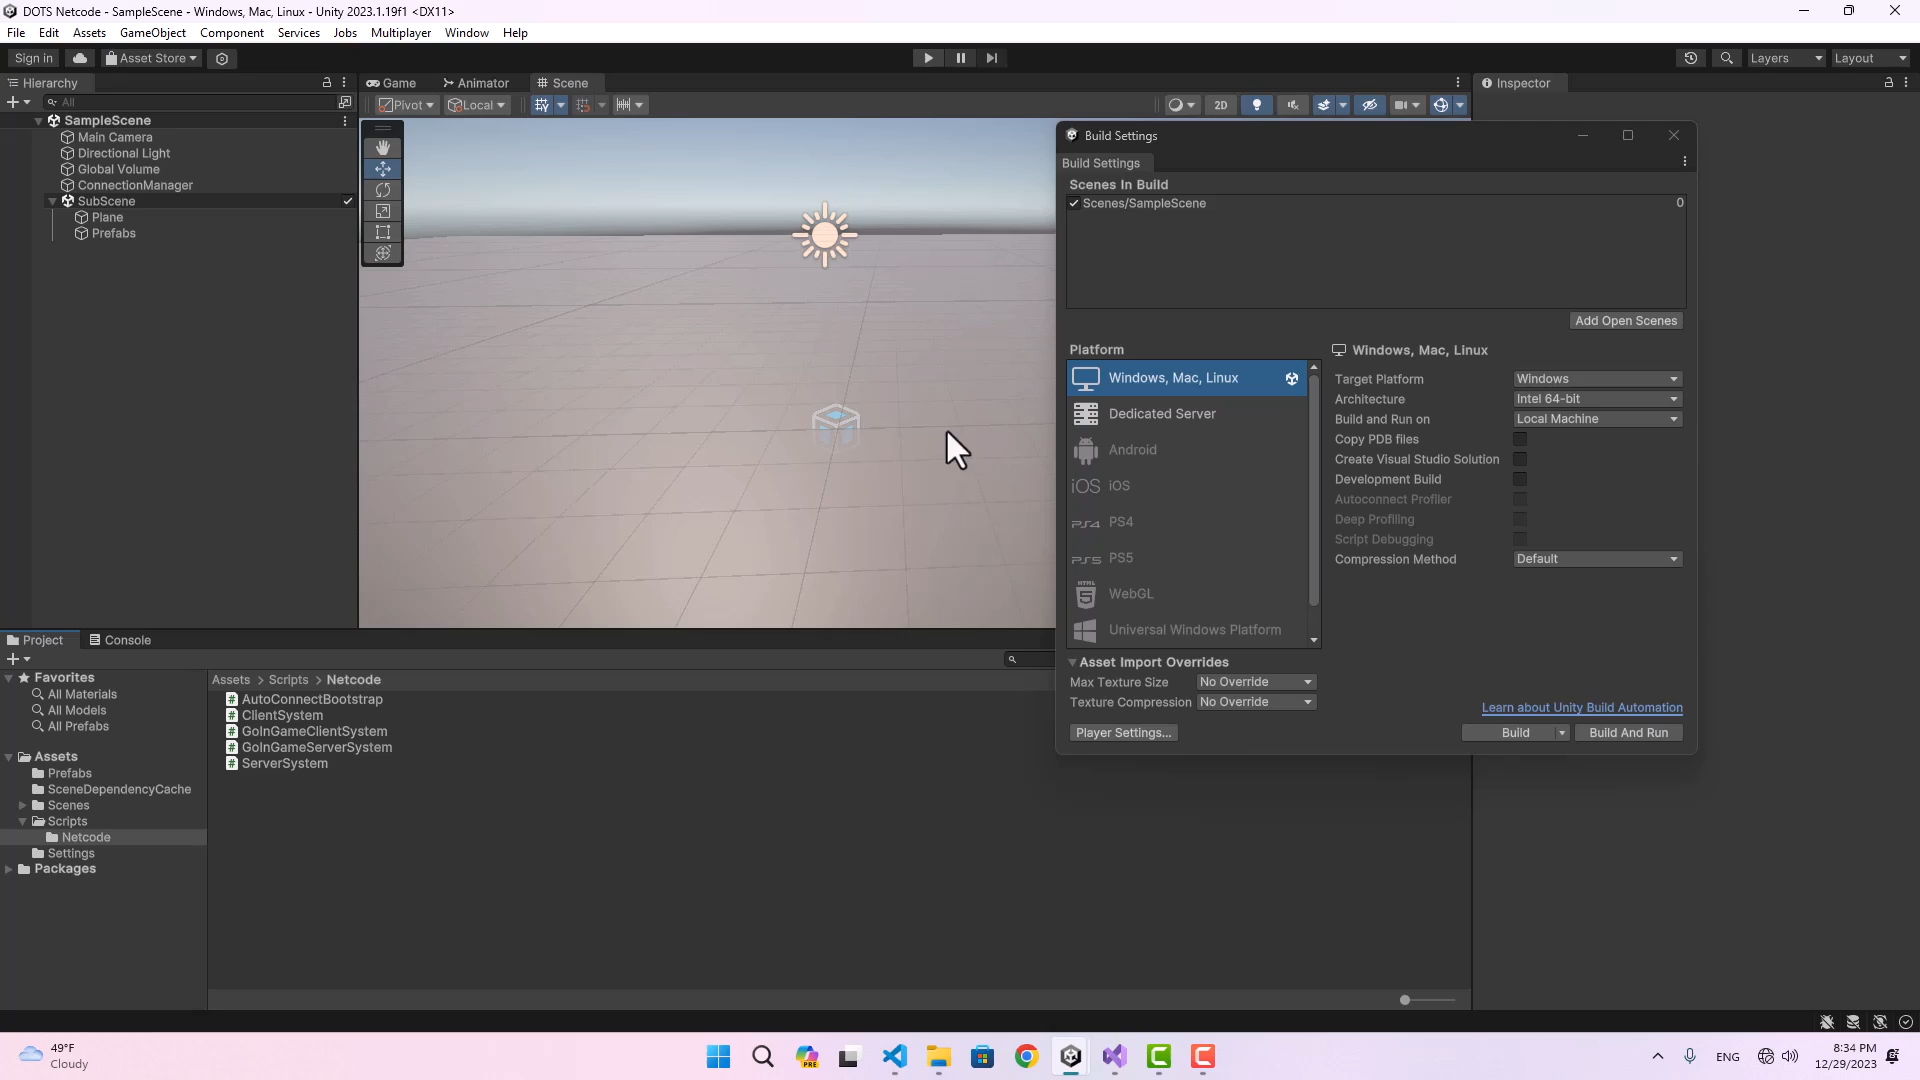 DOTS Netcode - SampleScene - Windows, Mac, Linux - Unity 2023.1.19f1 <DX11>
File Edit Assets GameObject Component Services Jobs Multiplayer Window Help
Sign in Asset Store Layers Layout
Hierarchy
All
SampleScene
Main Camera
Directional Light
Global Volume
ConnectionManager
SubScene
Plane
Prefabs
Game Animator Scene
Pivot Local 2D
Inspector
Build Settings
Build Settings
Scenes In Build
Scenes/SampleScene 0
Add Open Scenes
Platform
Windows, Mac, Linux
Dedicated Server
Android
iOS iOS
PS4 PS4
PS5 PS5
HTML 5 WebGL
Universal Windows Platform
Windows, Mac, Linux
Target Platform Windows
Architecture Intel 64-bit
Build and Run on Local Machine
Copy PDB files
Create Visual Studio Solution
Development Build
Autoconnect Profiler
Deep Profiling
Script Debugging
Compression Method Default
Asset Import Overrides
Max Texture Size No Override
Texture Compression No Override
Learn about Unity Build Automation
Player Settings... Build Build And Run
Project Console
Favorites
All Materials
All Models
All Prefabs
Assets
Prefabs
SceneDependencyCache
Scenes
Scripts
Netcode
Settings
Packages
Assets > Scripts > Netcode
AutoConnectBootstrap
ClientSystem
GoInGameClientSystem
GoInGameServerSystem
ServerSystem
49°F
Cloudy
PRE
ENG
8:34 PM
12/29/2023